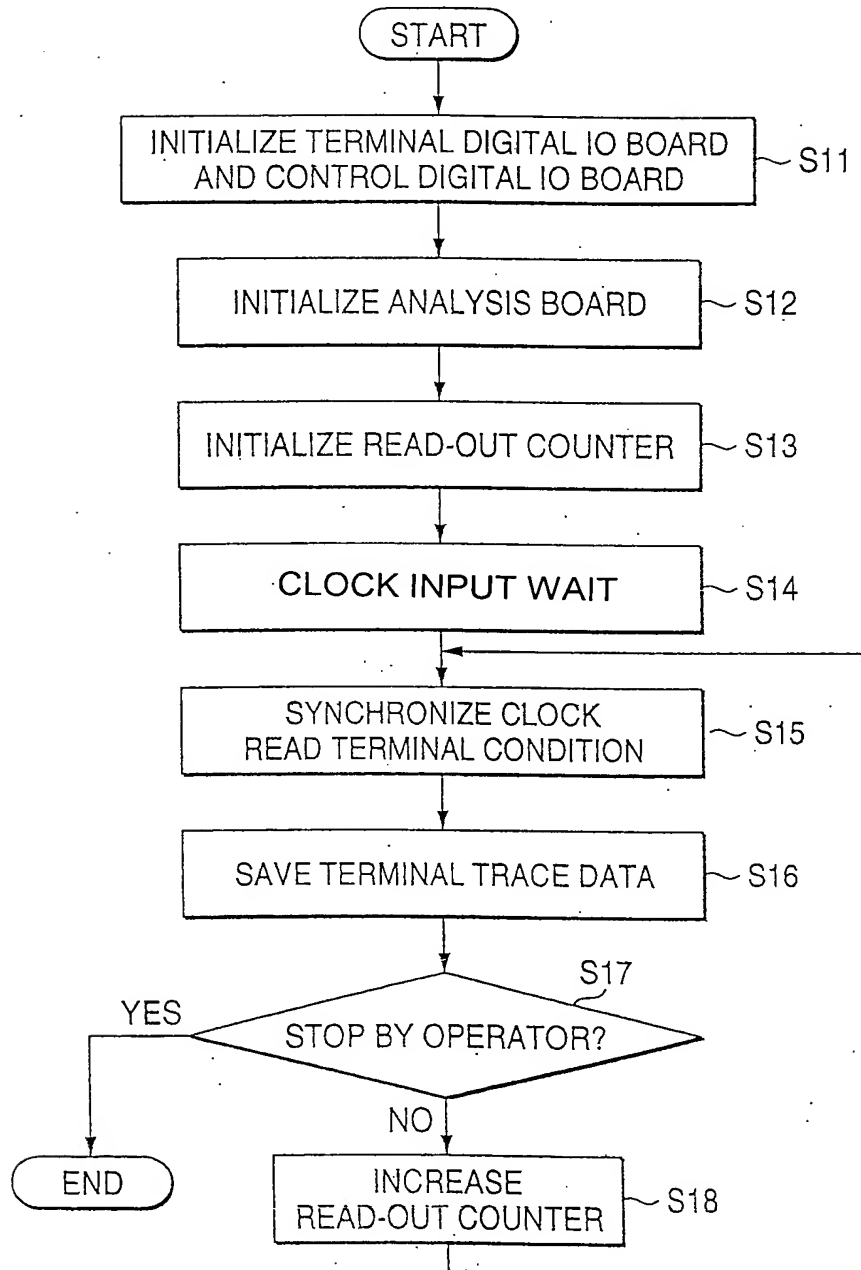 START
INITIALIZE TERMINAL DIGITAL IO BOARD
AND CONTROL DIGITAL IO BOARD
S11
INITIALIZE ANALYSIS BOARD
S12
INITIALIZE READ-OUT COUNTER
S13
CLOCK INPUT WAIT
S14
SYNCHRONIZE CLOCK
READ TERMINAL CONDITION
S15
SAVE TERMINAL TRACE DATA
S16
S17
YES
STOP BY OPERATOR?
NO
END
INCREASE
READ-OUT COUNTER
S18